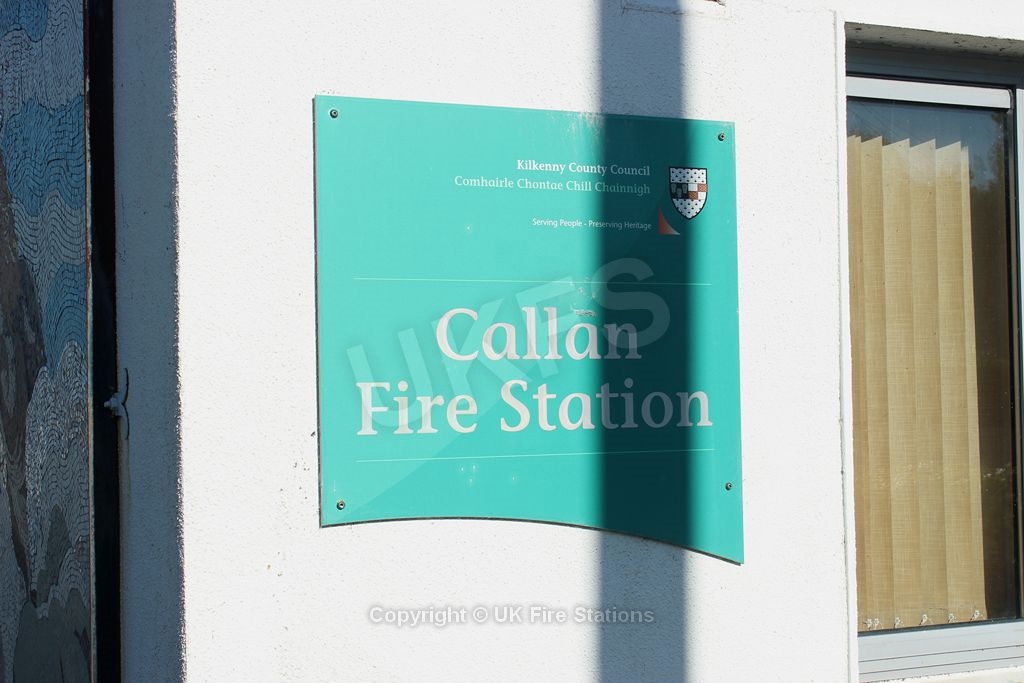 Kilkenny County Council
Comhairle Chontae Chill Chainnigh
Serving People - Preserving Heritage
UKFS
Callan
Fire Station
Copyright © UK Fire Stations